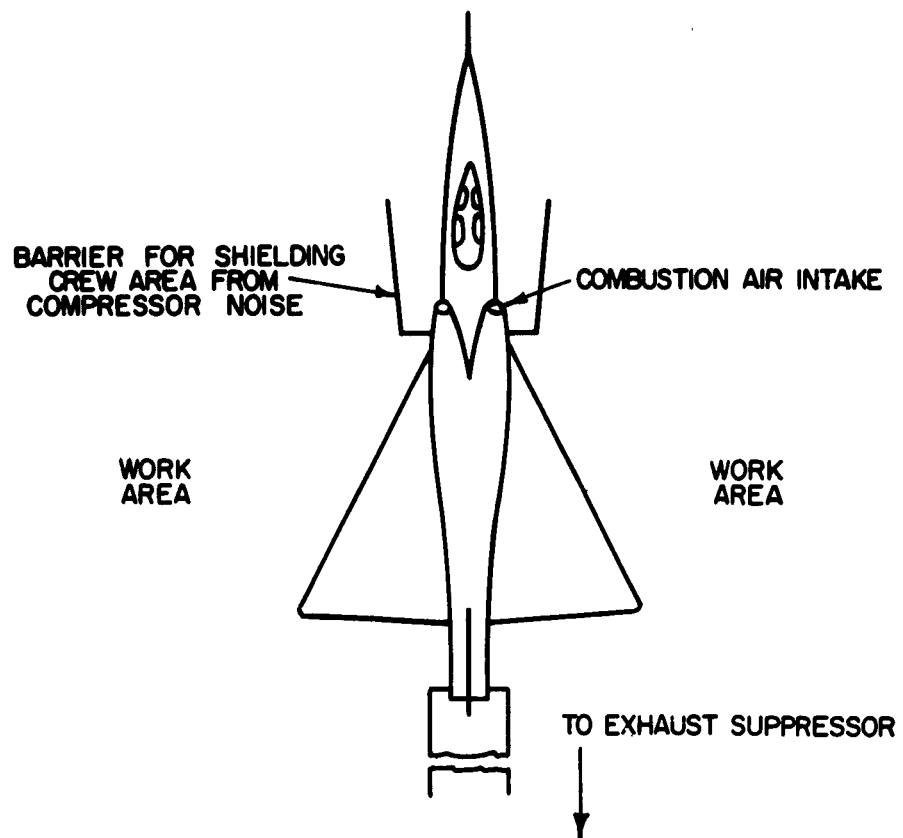 BARRIER FOR SHIELDING
CREW AREA FROM
COMPRESSOR NOISE
COMBUSTION AIR INTAKE
WORK
AREA
WORK
AREA
TO EXHAUST SUPPRESSOR